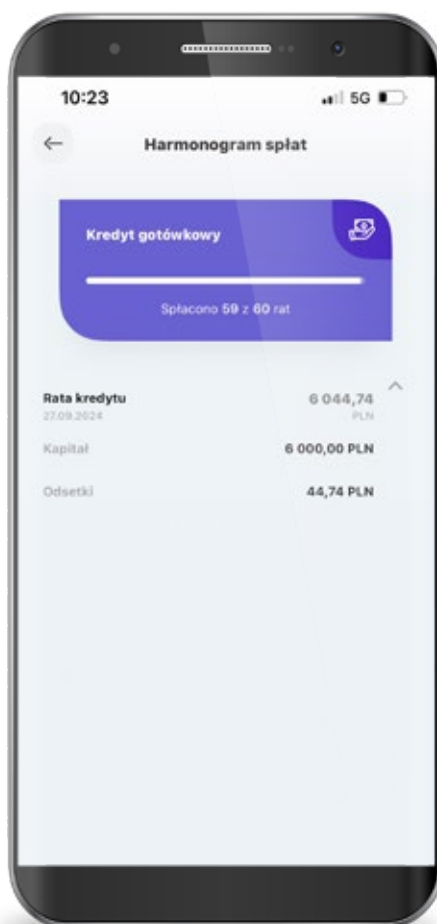 10:23 5G
Harmonogram spłat
Kredyt gotówkowy
Spłacono 59 z 60 rat
Rata kredytu 6 044,74
27.09.2024 PLN
Kapitał 6 000,00 PLN
Odsetki 44,74 PLN